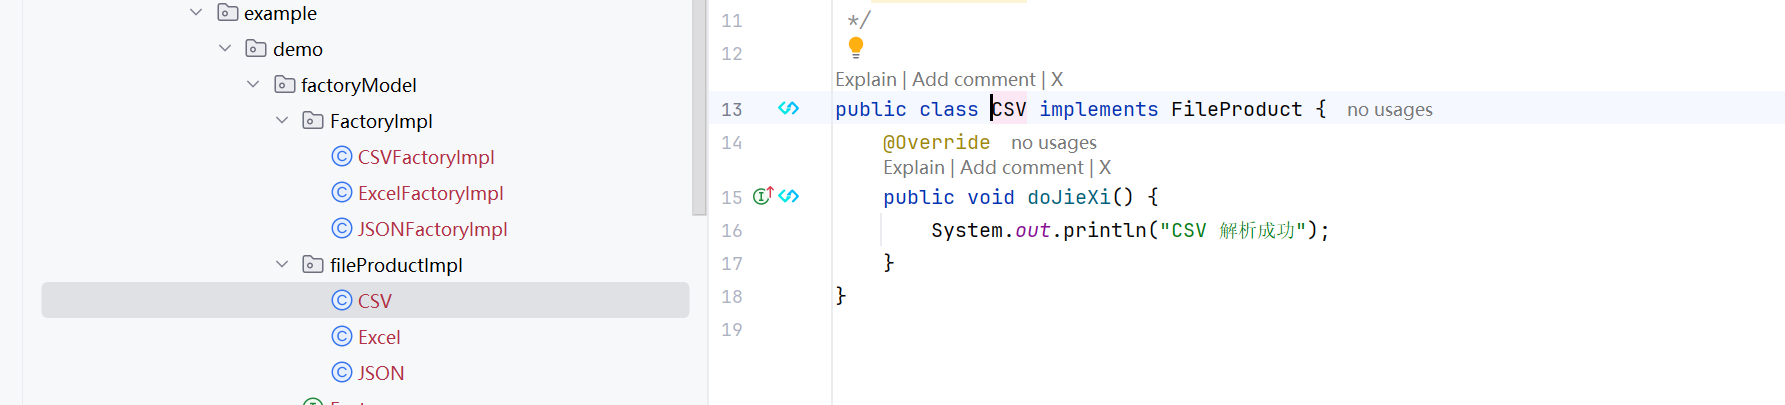 example
demo
factoryModel
FactoryImpl
CSVFactoryImpl
ExcelFactoryImpl
JSONFactoryImpl
fileProductImpl
CSV
Excel
JSON
11 */
12
Explain | Add comment | X
13 public class CSV implements FileProduct { no usages
14 @Override no usages
Explain | Add comment | X
15 public void doJieXi() {
16 System.out.println("CSV 解析成功");
17 }
18 }
19